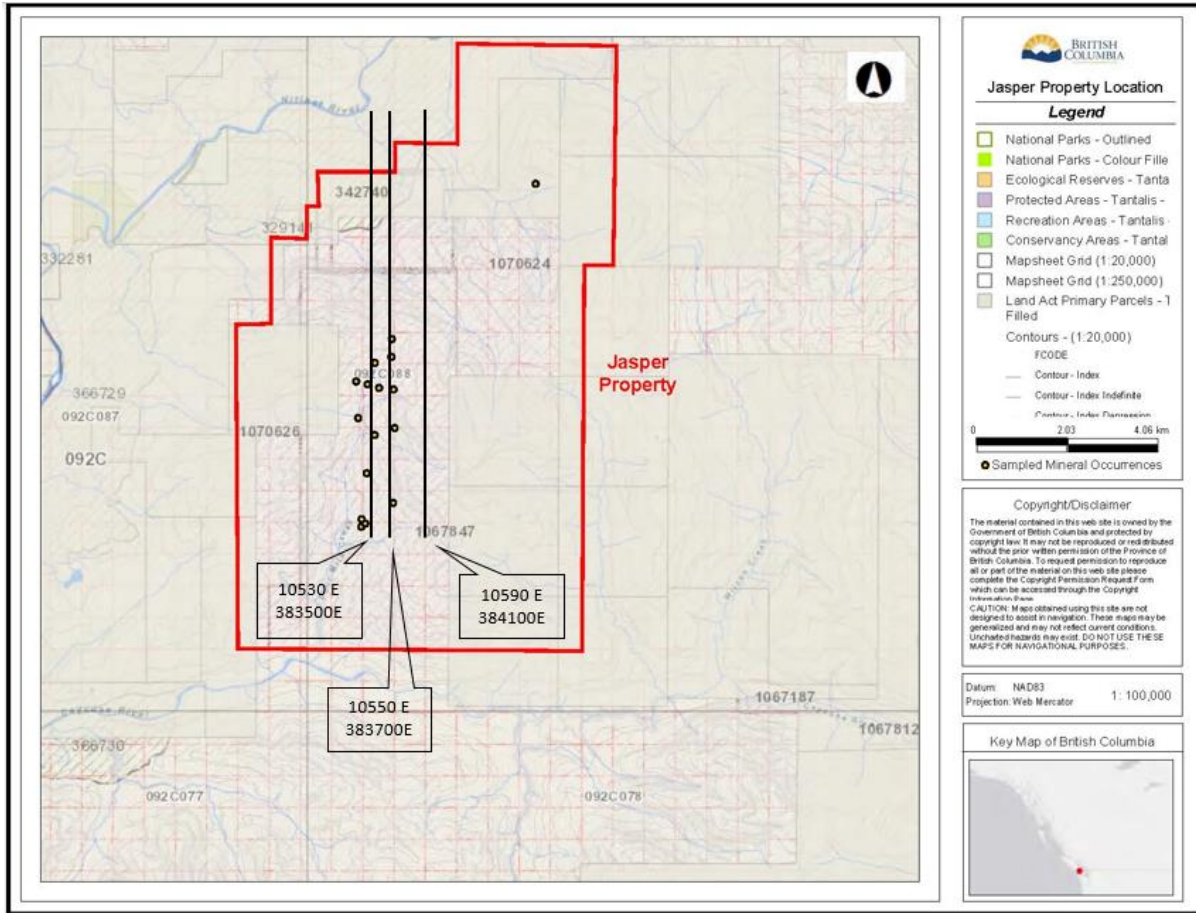 Nitinat River
342740
329141
332281
1070624
Jasper
Property
092C088
366729
092C087
1070626
092C
1067847
10530 E
383500E
10590 E
384100E
10550 E
383700E
1067187
1067812
366730
092C077
092C078
BRITISH
COLUMBIA
Jasper Property Location
Legend
National Parks - Outlined
National Parks - Colour Fille
Ecological Reserves - Tanta
Protected Areas - Tantalis -
Recreation Areas - Tantalis -
Conservancy Areas - Tantal
Mapsheet Grid (1:20,000)
Mapsheet Grid (1:250,000)
Land Act Primary Parcels - T
Filled
Contours - (1:20,000)
FCODE
Contour - Index
Contour - Index Indefinite
Contour - Index Depression
0 2.03 4.06 km
Sampled Mineral Occurrences
Copyright/Disclaimer
The material contained in this web site is owned by the
Government of British Columbia and protected by
copyright law. It may not be reproduced or redistributed
without the prior written permission of the Province of
British Columbia. To request permission to reproduce
all or part of the material on this web site please
complete the Copyright Permission Request Form
which can be accessed through the Copyright
Information Page.
CAUTION: Maps obtained using this site are not
designed to assist in navigation. These maps may be
generalized and may not reflect current conditions.
Uncharted hazards may exist. DO NOT USE THESE
MAPS FOR NAVIGATIONAL PURPOSES.
Datum: NAD83
Projection: Web Mercator
1: 100,000
Key Map of British Columbia